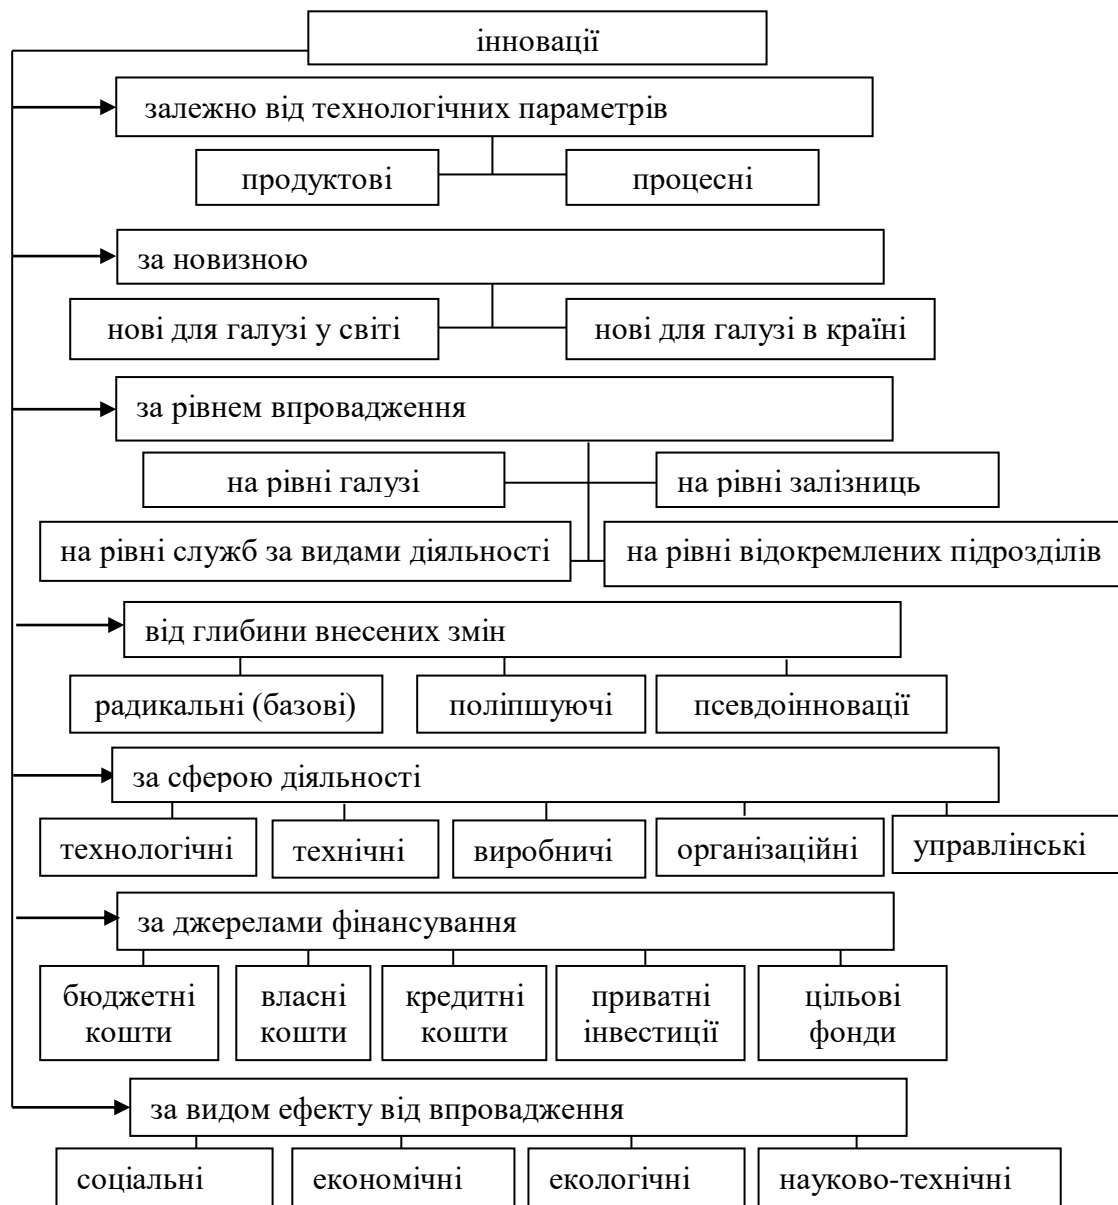 інновації
залежно від технологічних параметрів
продуктові
процесні
за новизною
нові для галузі у світі
нові для галузі в країні
за рівнем впровадження
на рівні галузі
на рівні залізниць
на рівні служб за видами діяльності
на рівні відокремлених підрозділів
від глибини внесених змін
радикальні (базові)
поліпшуючі
псевдоінновації
за сферою діяльності
технологічні
технічні
виробничі
організаційні
управлінські
за джерелами фінансування
бюджетні
кошти
власні
кошти
кредитні
кошти
приватні
інвестиції
цільові
фонди
за видом ефекту від впровадження
соціальні
економічні
екологічні
науково-технічні